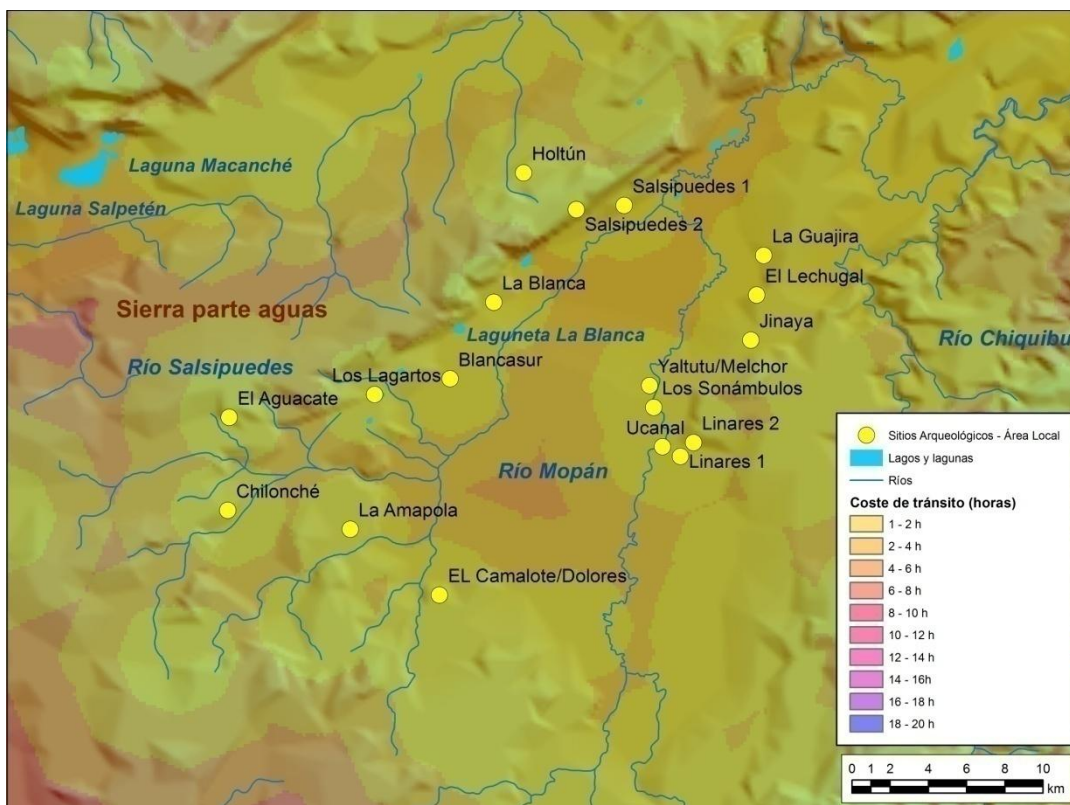 Holtún
Laguna Macanché
Salsipuedes 1
Laguna Salpetén
Salsipuedes 2
La Guajira
El Lechugal
La Blanca
Sierra parte aguas
Jinaya
Laguneta La Blanca
Río Chiquibu
Río Salsipuedes
Blancasur
Yaltutu/Melchor
Los Lagartos
Los Sonámbulos
El Aguacate
Ucanal
Linares 2
Linares 1
Río Mopán
Chilonché
La Amapola
EL Camalote/Dolores
Sitios Arqueológicos - Área Local
Lagos y lagunas
Ríos
Coste de tránsito (horas)
1 - 2 h
2 - 4 h
4 - 6 h
6 - 8 h
8 - 10 h
10 - 12 h
12 - 14 h
14 - 16h
16 - 18 h
18 - 20 h
0 1 2 4 6 8 10
km